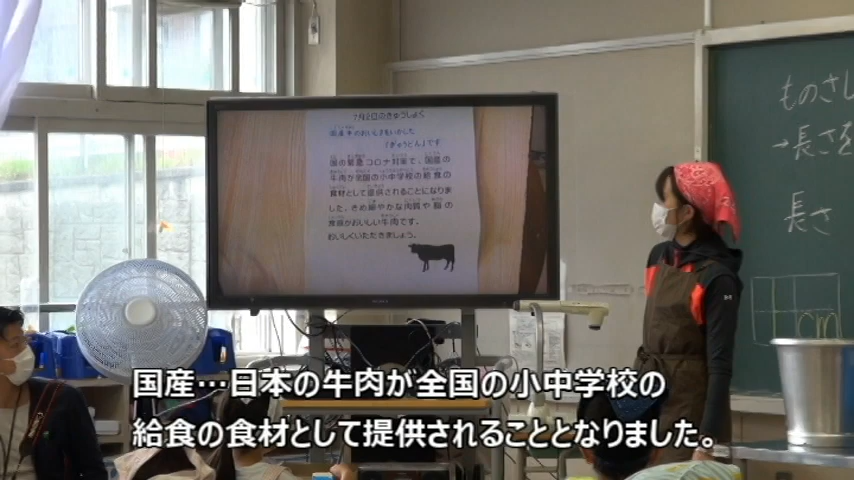 7月2日のきゅうしょく
国産牛のおいしさをいかした
「ぎゅうどん」です
国の緊急コロナ対策で、国産の
牛肉が全国の小中学校の給食の
食材として提供されることになりま
した。きめ細やかな肉質や脂の
食感がおいしい牛肉です。
おいしくいただきましょう。
SONY
ものさし
→長さを
長さ
cm
国産…日本の牛肉が全国の小中学校の
給食の食材として提供されることとなりました。